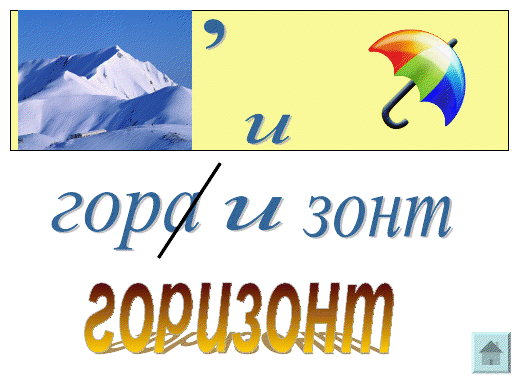 , и
гора и зонт
горизонт